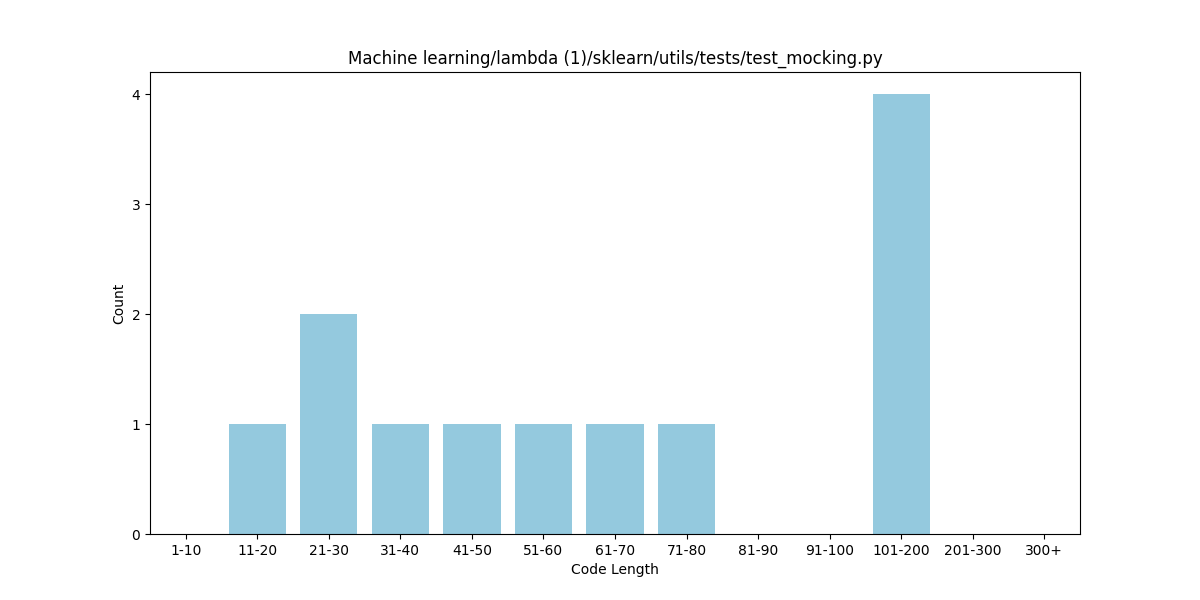 Machine learning/lambda (1)/sklearn/utils/tests/test_mocking.py
4
3
2
1
0
Count
1-10 11-20 21-30 31-40 41-50 51-60 61-70 71-80 81-90 91-100 101-200 201-300 300+
Code Length